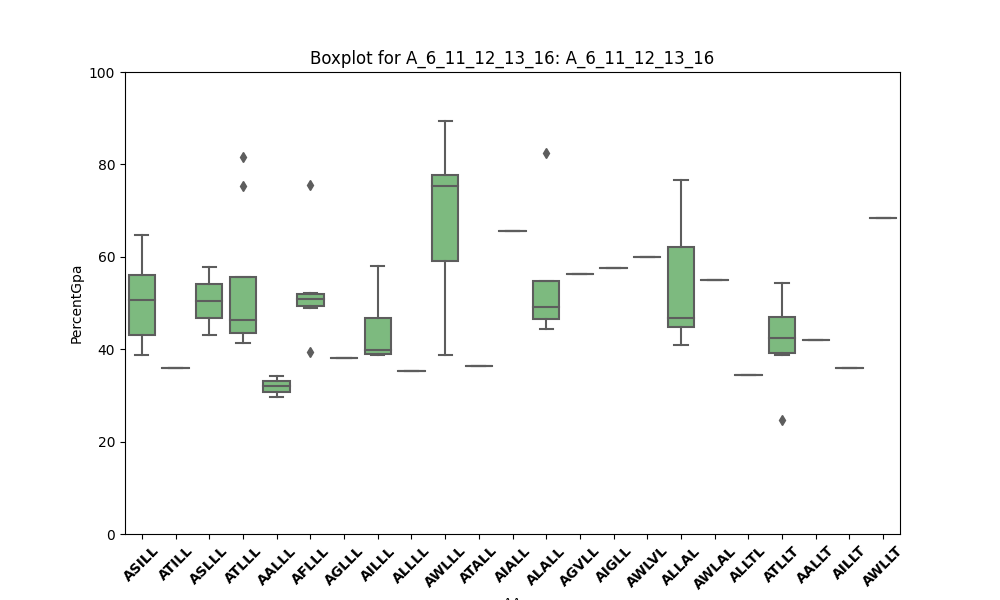 Boxplot for A_6_11_12_13_16: A_6_11_12_13_16
100
80
60
40
20
0
PercentGpa
ASILL ATILL ASLLL ATLLL AALLL AFLLL AGLLL AILLL ALLLL AWLLL ATALL AIALL ALALL AGVLL AIGLL AWLVL ALLAL AWLAL ALLTL ATLLT AALLT AILLT AWLLT